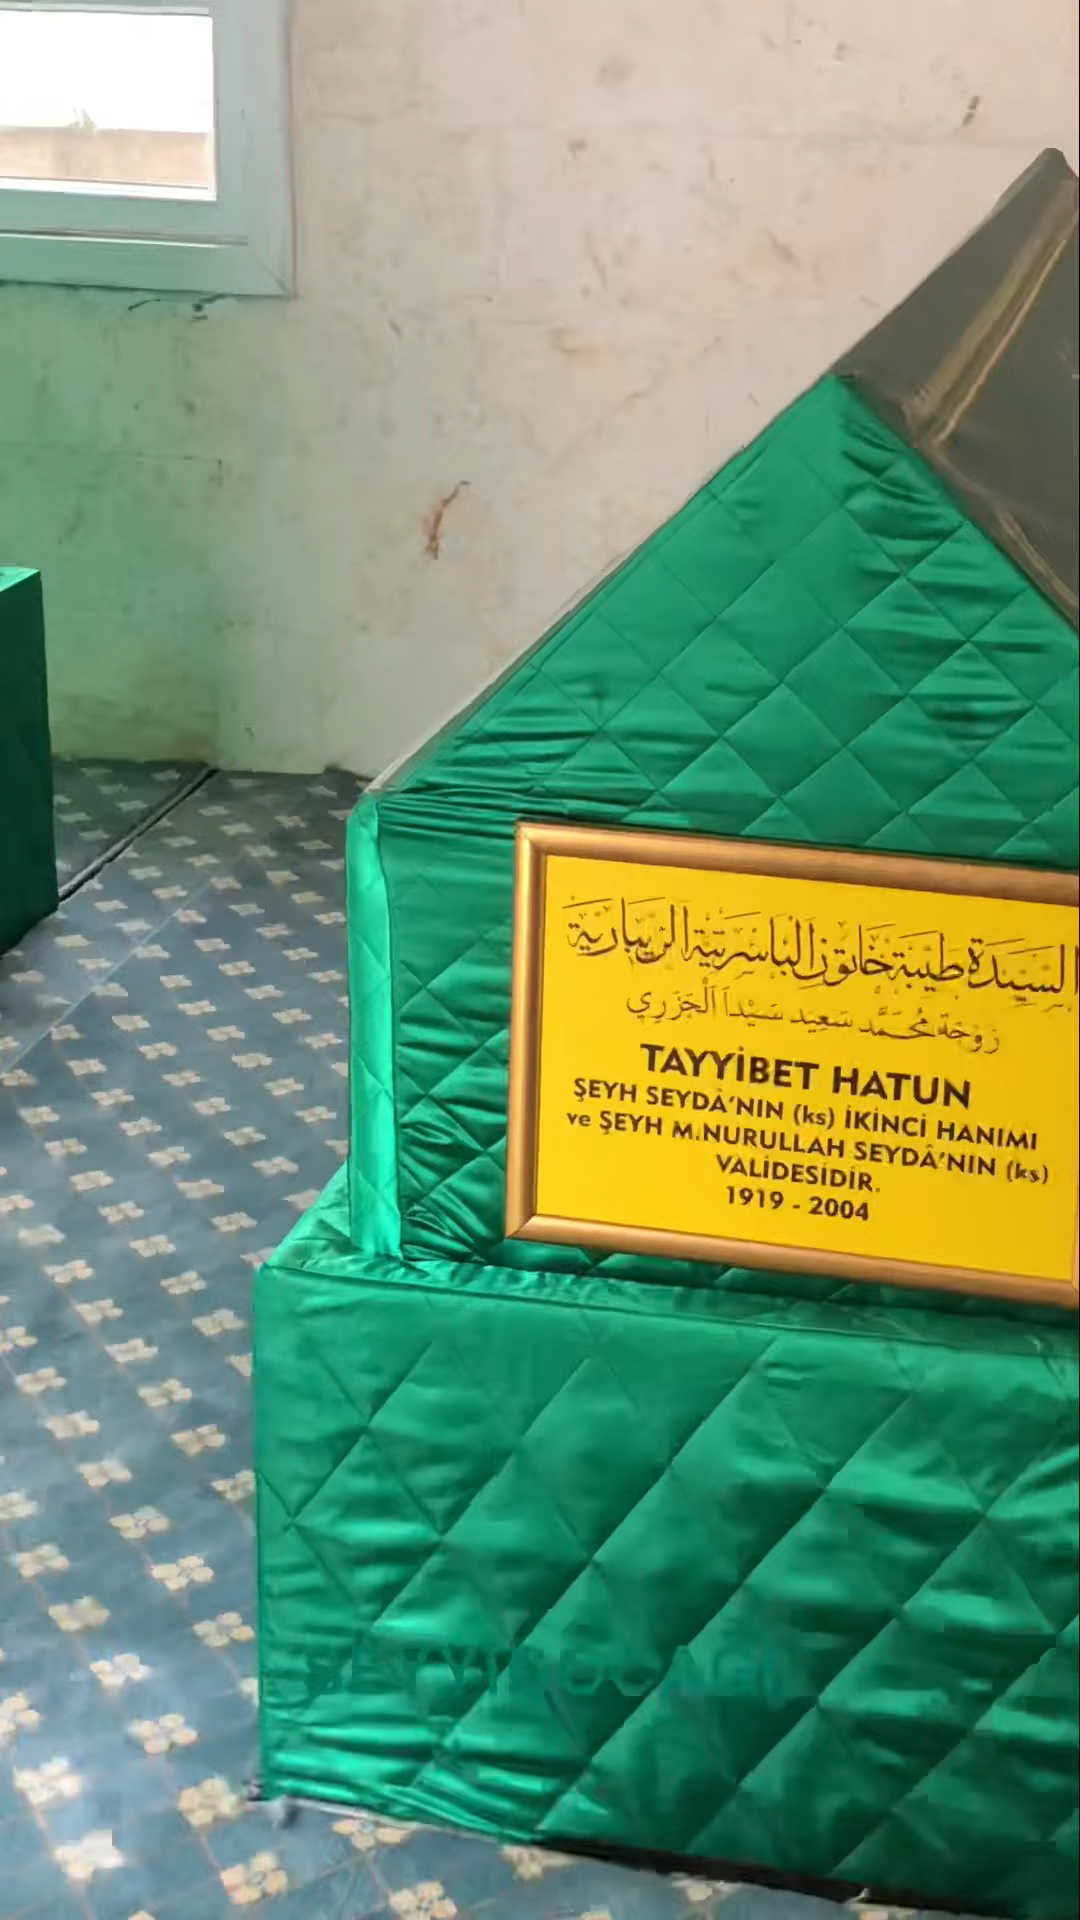 السيدة طيبة خاتون الباسرتية الزيبارية
زوجة محمد سعيد سيدا الجزري
TAYYİBET HATUN
ŞEYH SEYDÂ'NIN (ks) İKİNCİ HANIMI
ve ŞEYH M.NURULLAH SEYDÂ'NIN (ks)
VALİDESİDİR.
1919 - 2004